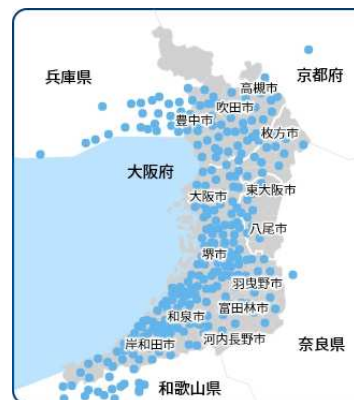 兵庫県
京都府
高槻市
吹田市
豊中市
枚方市
大阪府
東大阪市
大阪市
八尾市
堺市
羽曳野市
富田林市
和泉市
岸和田市
河内長野市
奈良県
和歌山県